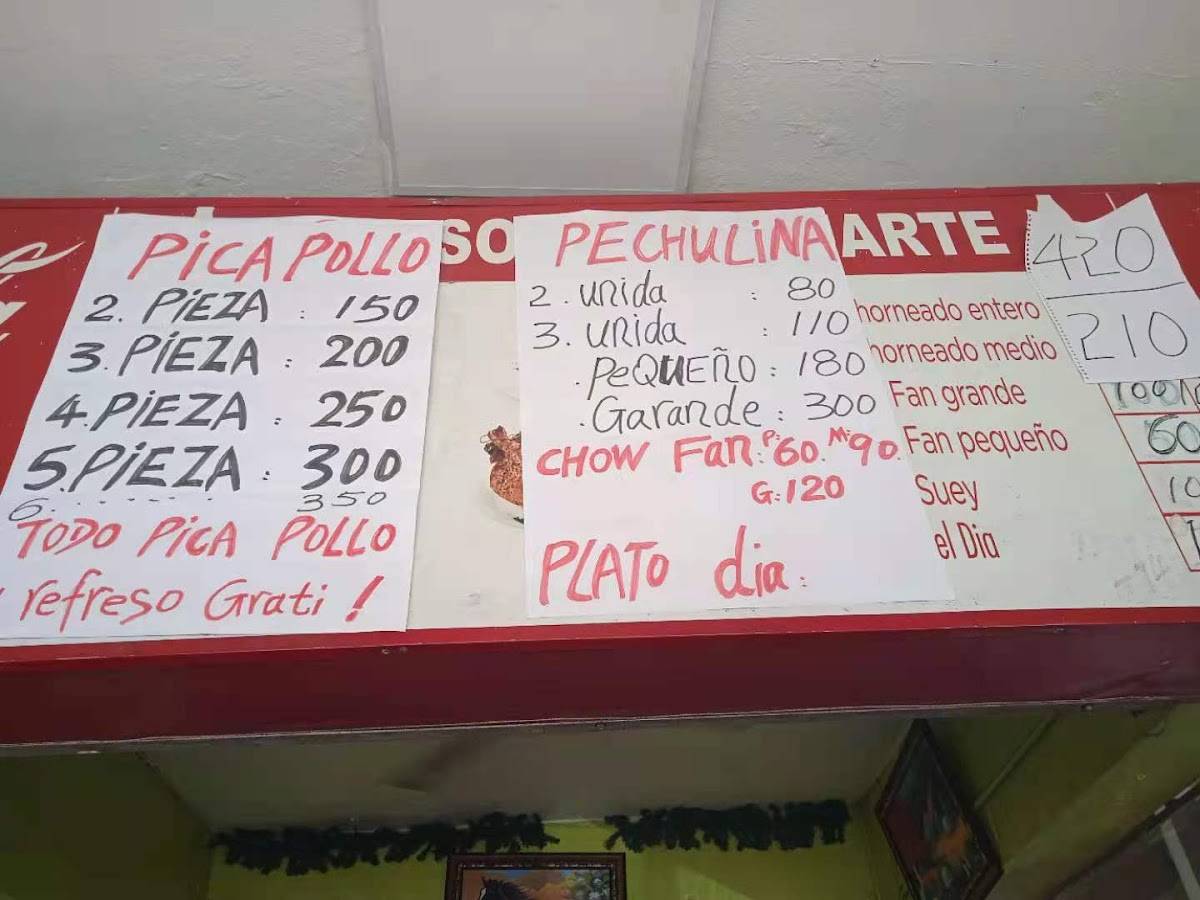 PiCA POLLO
2. PiEZA : 150
3. PiEZA : 200
4. PiEZA . 250
5. PiEZA : 300
6. 350
TODO PiCA POLLO
refreso Grati !
SO
PECHULiNA
2. unida : 80
3. unida : 110
. PeQuEÑO : 180
. Garande : 300
CHOW Fan: P:60. M:90.
G:120
PLATO dia:
ARTE
horneado entero
horneado medio
Fan grande
Fan pequeño
Suey
el Dia
420
210
60